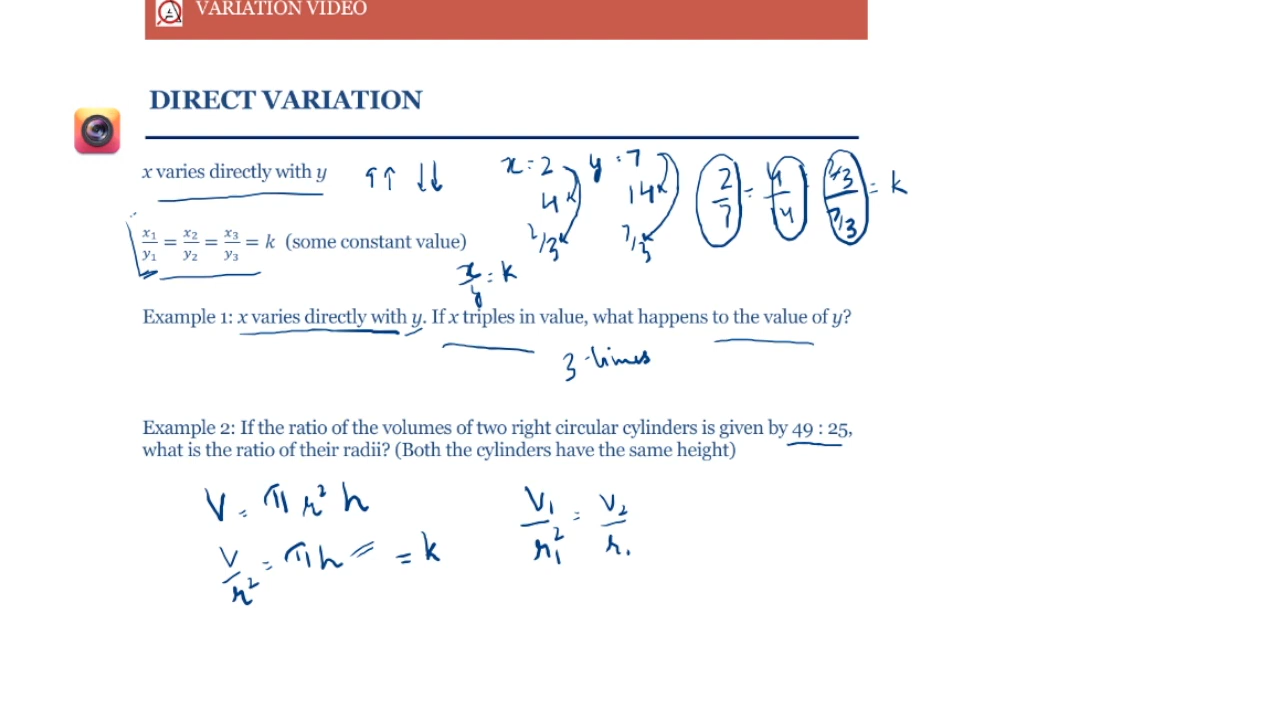 VARIATION VIDEO
DIRECT VARIATION
x varies directly with y ↑↑ ↓↓
x : 2 y : 7
4 14
2/3 7/3
2/7 = 4/14 = 2/3 / 7/3 = k
x₁/y₁ = x₂/y₂ = x₃/y₃ = k (some constant value)
x/y = k
Example 1: x varies directly with y. If x triples in value, what happens to the value of y?
3 times
Example 2: If the ratio of the volumes of two right circular cylinders is given by 49 : 25,
what is the ratio of their radii? (Both the cylinders have the same height)
V = π r² h
V/r² = π h = k
V₁/r₁² = V₂/r